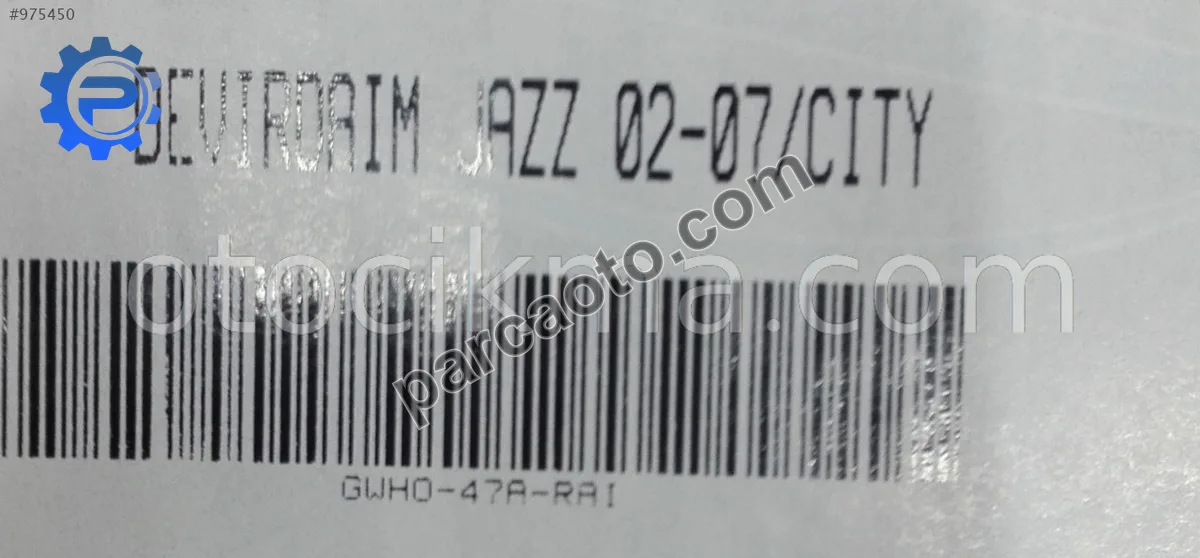 #975450
DEVIRDAIM JAZZ 02-07/CITY
otocikma.com
parcaoto.com
GWHO-47A-RAI